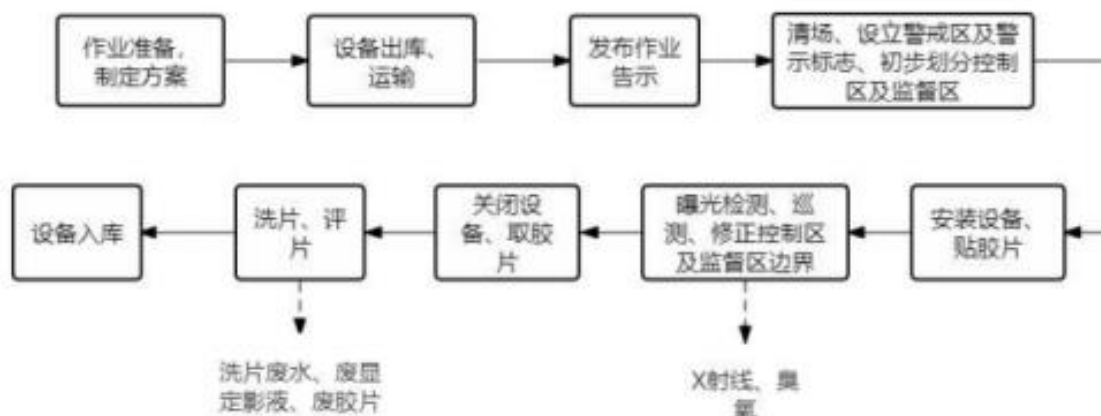 作业准备，
制定方案
设备出库、
运输
发布作业
告示
清场、设立警戒区及警
示标志、初步划分控制
区及监督区
安装设备、
贴胶片
曝光检测、巡
测、修正控制区
及监督区边界
关闭设
备、取胶
片
洗片、评
片
设备入库
X射线、臭
氧
洗片废水、废显
定影液、废胶片